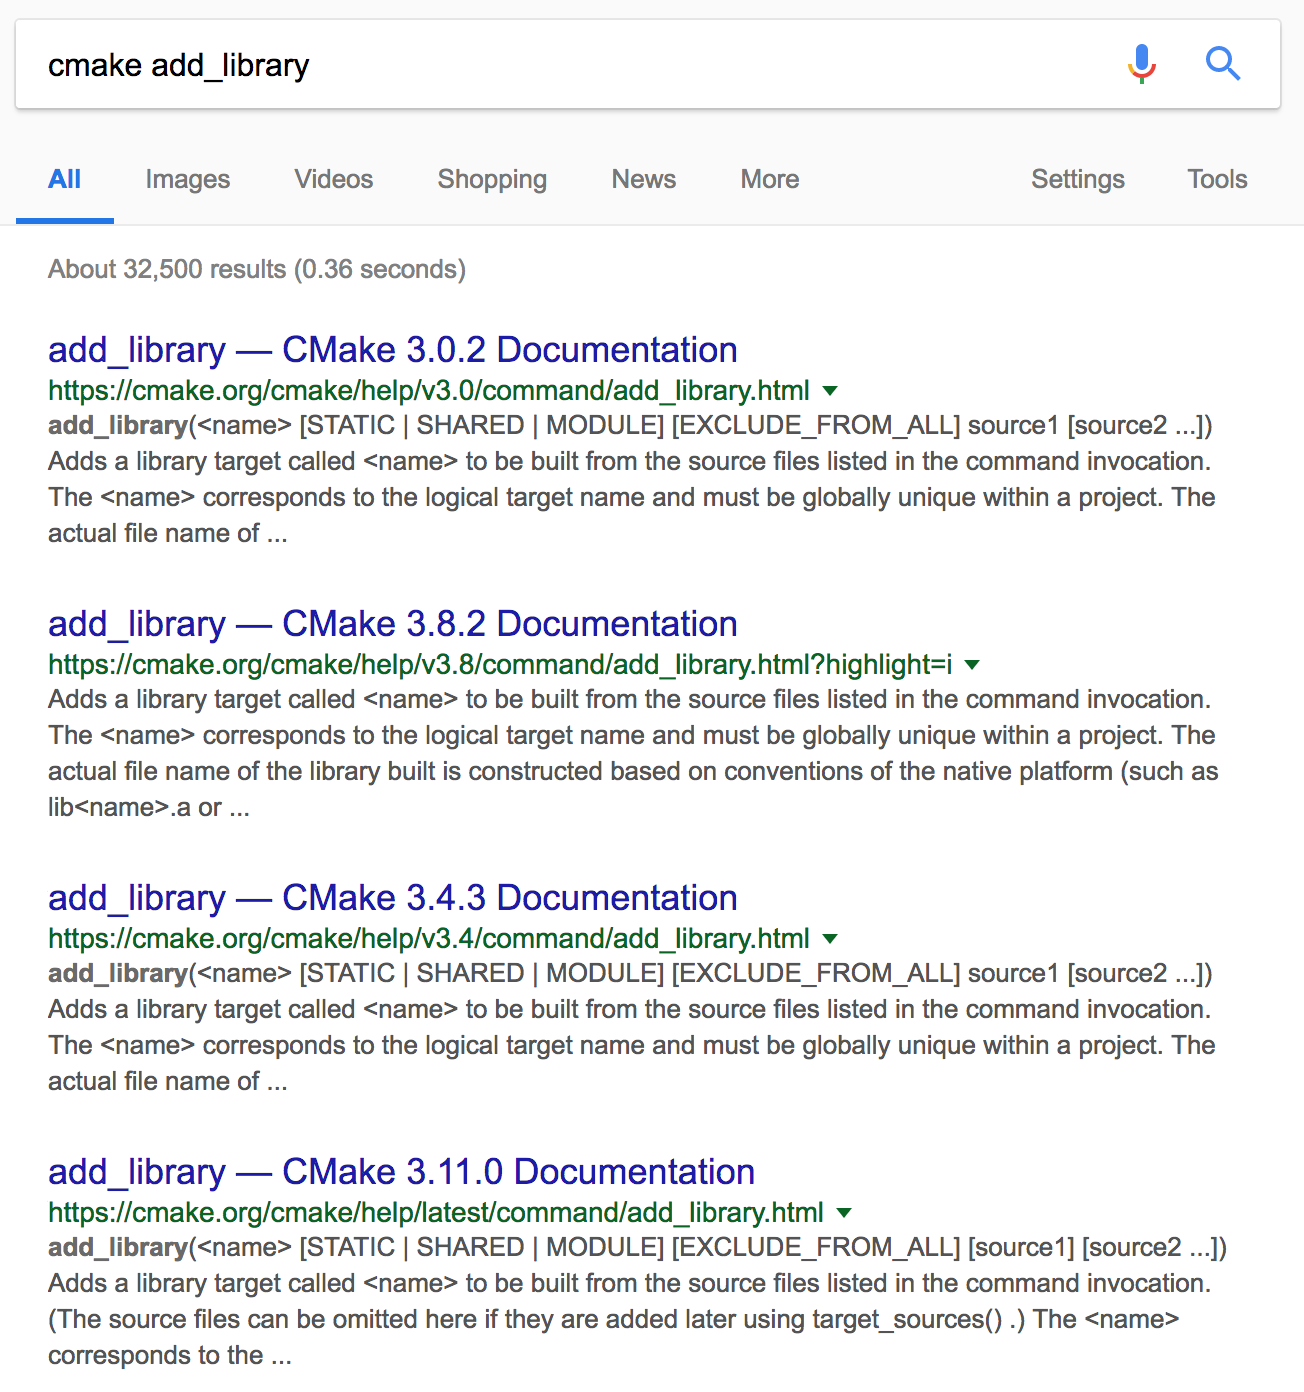 cmake add_library
All Images Videos Shopping News More Settings Tools
About 32,500 results (0.36 seconds)
add_library — CMake 3.0.2 Documentation
https://cmake.org/cmake/help/v3.0/command/add_library.html
add_library(<name> [STATIC | SHARED | MODULE] [EXCLUDE_FROM_ALL] source1 [source2 ...])
Adds a library target called <name> to be built from the source files listed in the command invocation.
The <name> corresponds to the logical target name and must be globally unique within a project. The
actual file name of ...
add_library — CMake 3.8.2 Documentation
https://cmake.org/cmake/help/v3.8/command/add_library.html?highlight=i
Adds a library target called <name> to be built from the source files listed in the command invocation.
The <name> corresponds to the logical target name and must be globally unique within a project. The
actual file name of the library built is constructed based on conventions of the native platform (such as
lib<name>.a or ...
add_library — CMake 3.4.3 Documentation
https://cmake.org/cmake/help/v3.4/command/add_library.html
add_library(<name> [STATIC | SHARED | MODULE] [EXCLUDE_FROM_ALL] source1 [source2 ...])
Adds a library target called <name> to be built from the source files listed in the command invocation.
The <name> corresponds to the logical target name and must be globally unique within a project. The
actual file name of ...
add_library — CMake 3.11.0 Documentation
https://cmake.org/cmake/help/latest/command/add_library.html
add_library(<name> [STATIC | SHARED | MODULE] [EXCLUDE_FROM_ALL] [source1] [source2 ...])
Adds a library target called <name> to be built from the source files listed in the command invocation.
(The source files can be omitted here if they are added later using target_sources() .) The <name>
corresponds to the ...